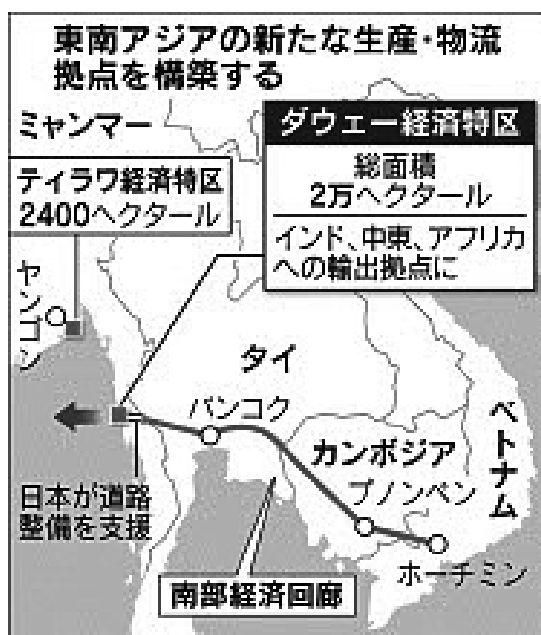 東南アジアの新たな生産・物流
拠点を構築する
ミャンマー
ダウェー経済特区
総面積
2万ヘクタール
インド、中東、アフリカ
への輸出拠点に
ティラワ経済特区
2400ヘクタール
ヤンゴン
タイ
バンコク
カンボジア
プノンペン
ベトナム
ホーチミン
日本が道路
整備を支援
南部経済回廊